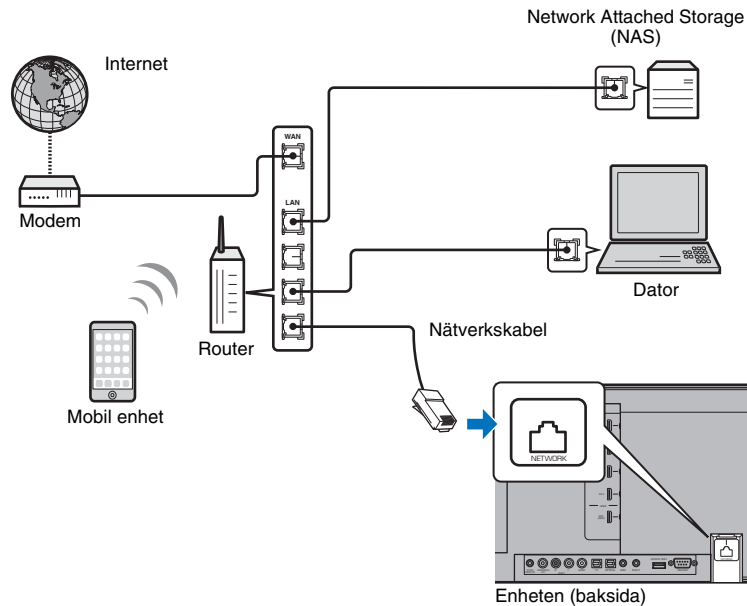 Network Attached Storage
(NAS)
Internet
WAN
LAN
Modem
Dator
Router
Nätverkskabel
Mobil enhet
NETWORK
Enheten (baksida)